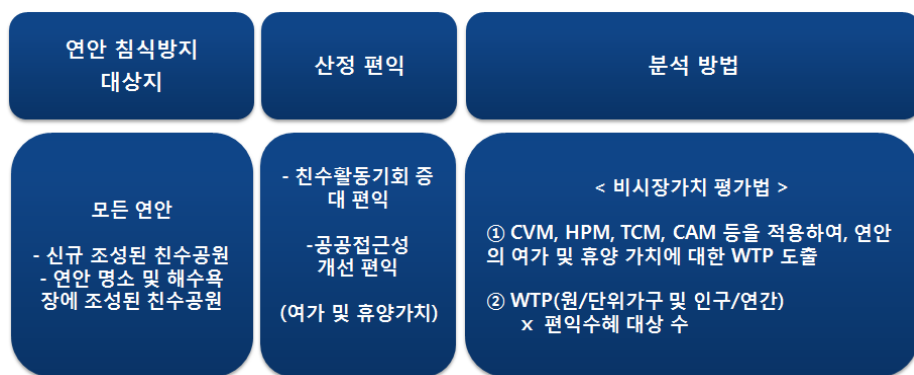 연안 침식방지
대상지
산정 편익
분석 방법
모든 연안
- 신규 조성된 친수공원
- 연안 명소 및 해수욕
장에 조성된 친수공원
- 친수활동기회 증
대 편익
-공공접근성
개선 편익
(여가 및 휴양가치)
< 비시장가치 평가법 >
① CVM, HPM, TCM, CAM 등을 적용하여, 연안
의 여가 및 휴양 가치에 대한 WTP 도출
② WTP(원/단위가구 및 인구/연간)
x 편익수혜 대상 수